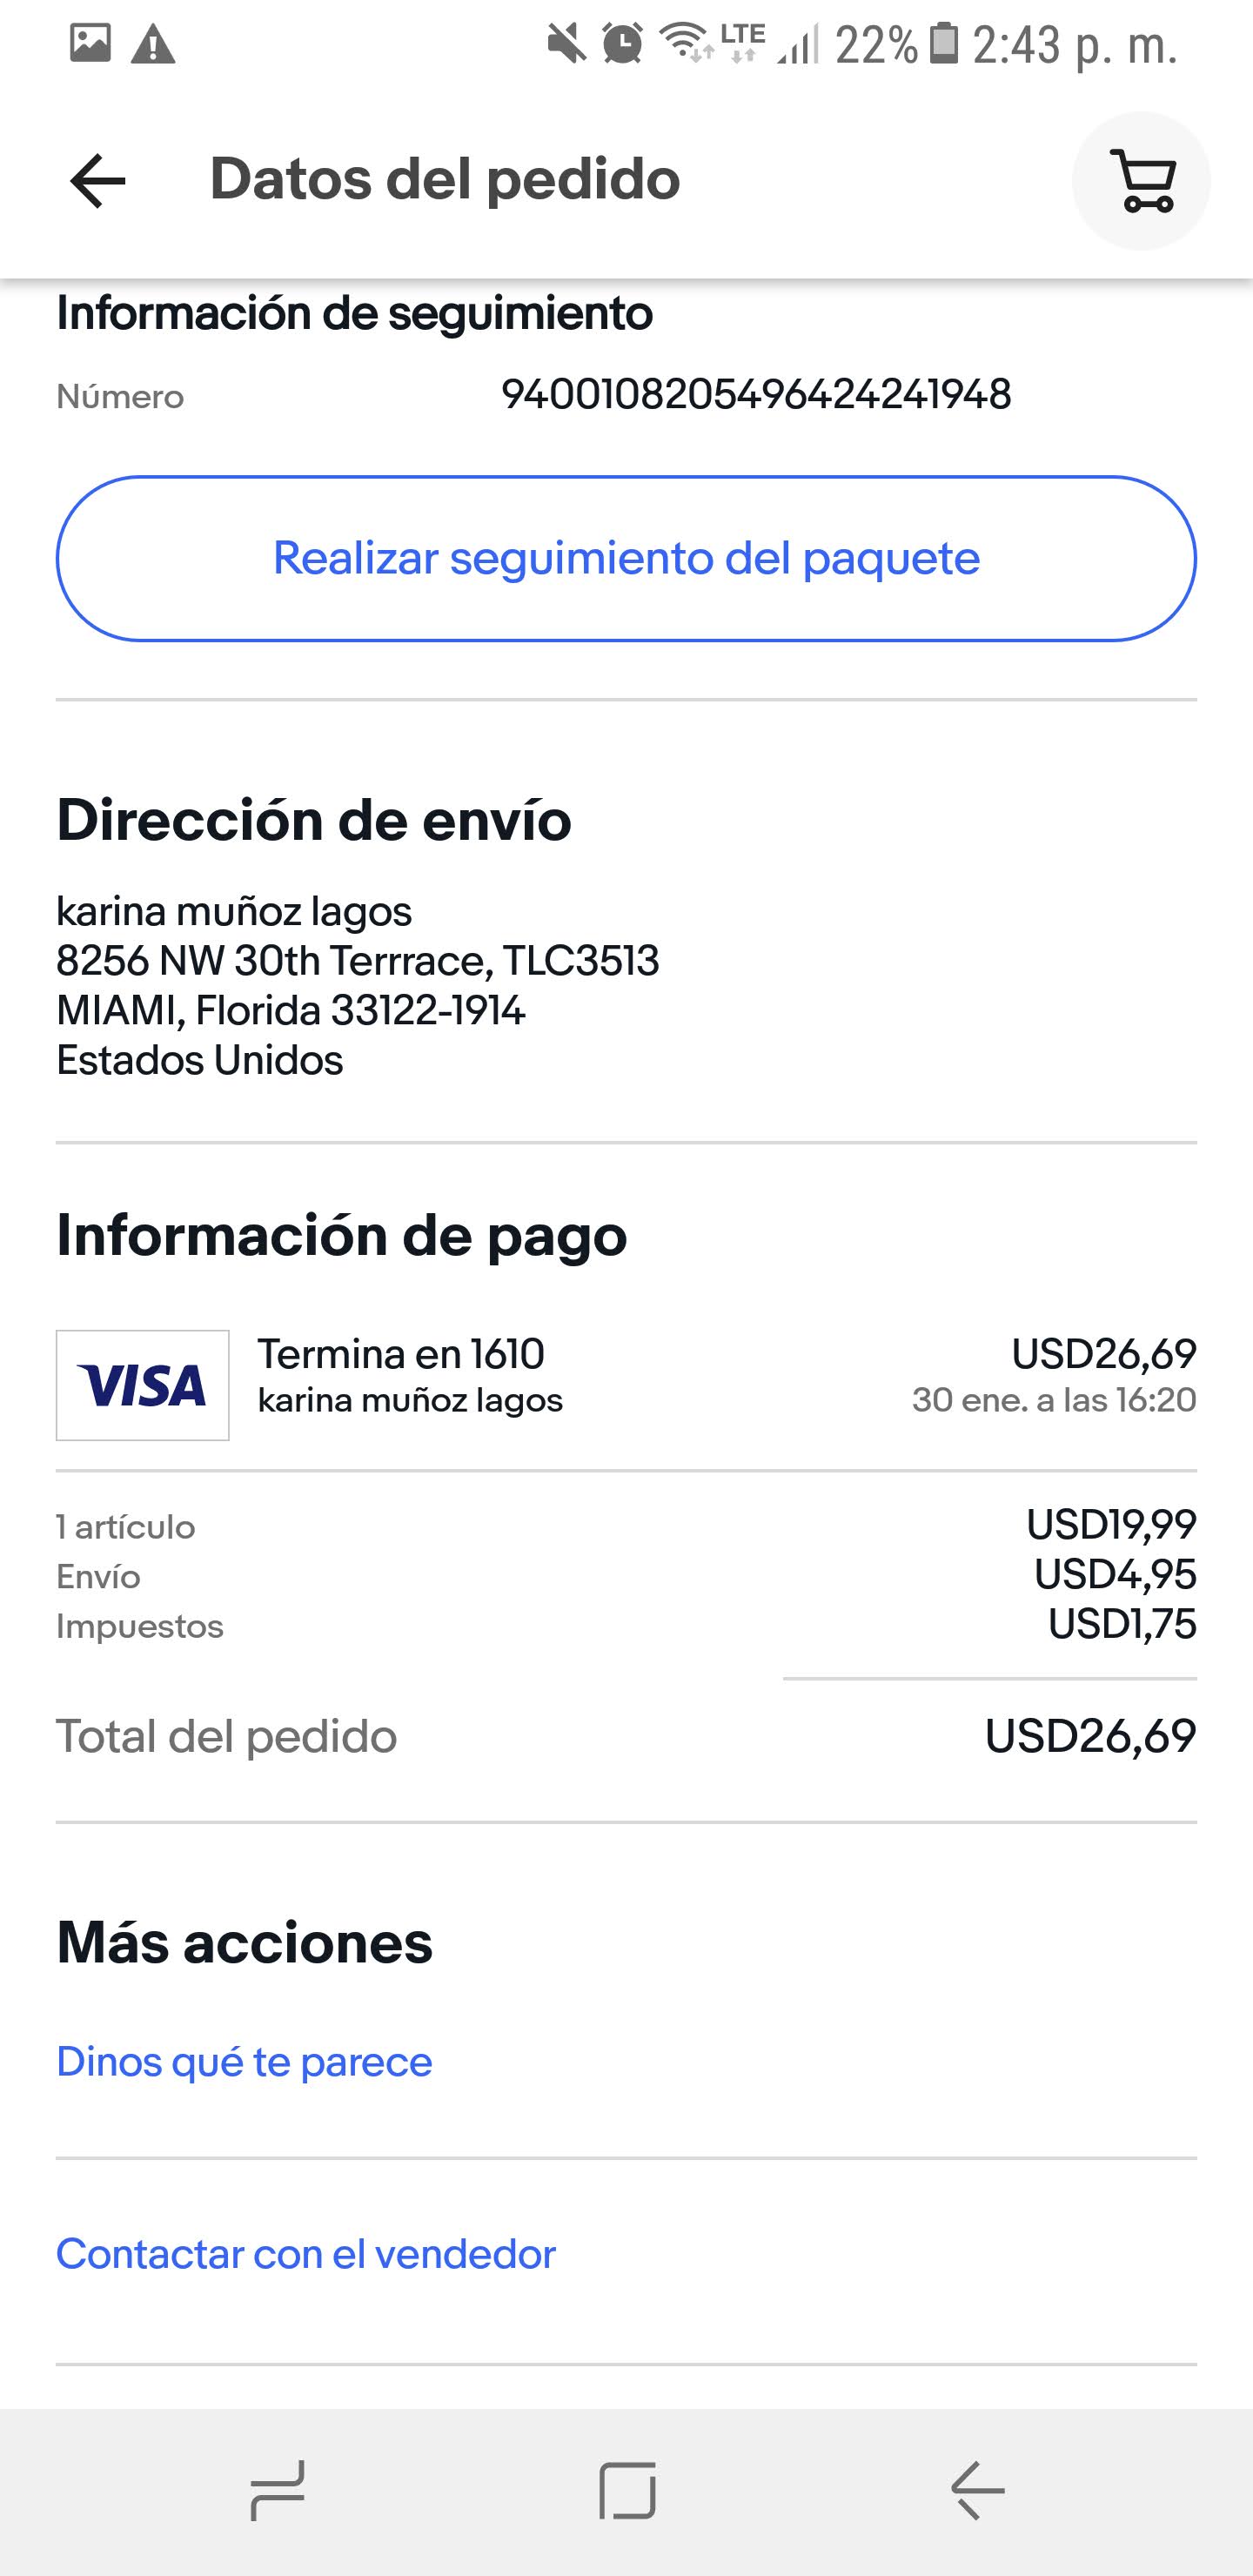 LTE 22% 2:43 p. m.
Datos del pedido
Información de seguimiento
Número 9400108205496424241948
Realizar seguimiento del paquete
Dirección de envío
karina muñoz lagos
8256 NW 30th Terrrace, TLC3513
MIAMI, Florida 33122-1914
Estados Unidos
Información de pago
VISA Termina en 1610 USD26,69
karina muñoz lagos 30 ene. a las 16:20
1 artículo USD19,99
Envío USD4,95
Impuestos USD1,75
Total del pedido USD26,69
Más acciones
Dinos qué te parece
Contactar con el vendedor